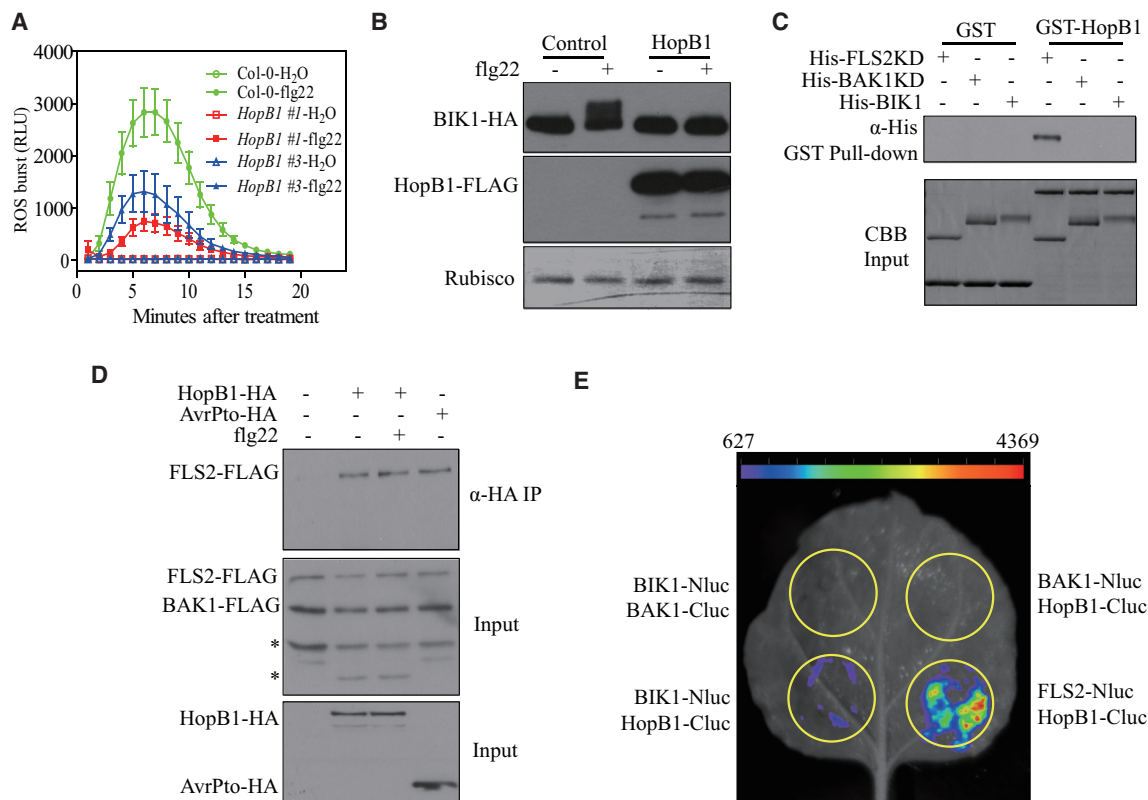 A
4000
3000
2000
1000
0
ROS burst (RLU)
0 5 10 15 20
Minutes after treatment
Col-0-H₂O
Col-0-flg22
HopB1 #1-H₂O
HopB1 #1-flg22
HopB1 #3-H₂O
HopB1 #3-flg22
B
Control HopB1
flg22 - + - +
BIK1-HA
HopB1-FLAG
Rubisco
C
GST GST-HopB1
His-FLS2KD + - - + - -
His-BAK1KD - + - - + -
His-BIK1 - - + - - +
α-His
GST Pull-down
CBB
Input
D
HopB1-HA - + + -
AvrPto-HA - - - +
flg22 - - + -
FLS2-FLAG
α-HA IP
FLS2-FLAG
BAK1-FLAG
*
*
Input
HopB1-HA
AvrPto-HA
Input
E
627 4369
BIK1-Nluc
BAK1-Cluc
BAK1-Nluc
HopB1-Cluc
BIK1-Nluc
HopB1-Cluc
FLS2-Nluc
HopB1-Cluc